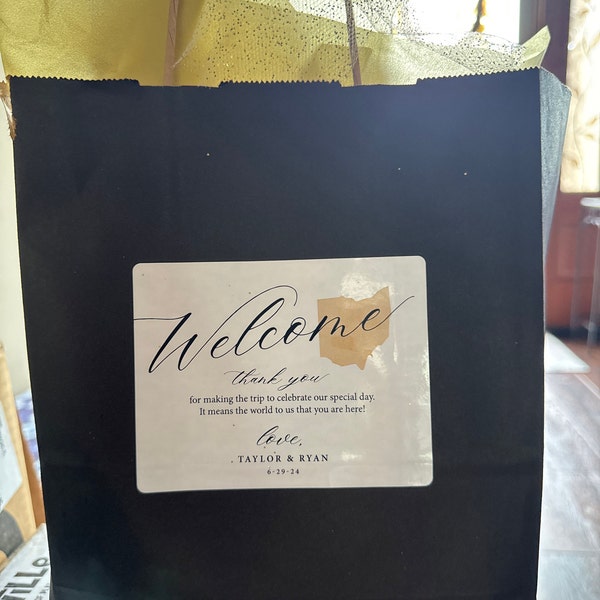 Welcome
thank you
for making the trip to celebrate our special day.
It means the world to us that you are here!
love,
TAYLOR & RYAN
6-29-24